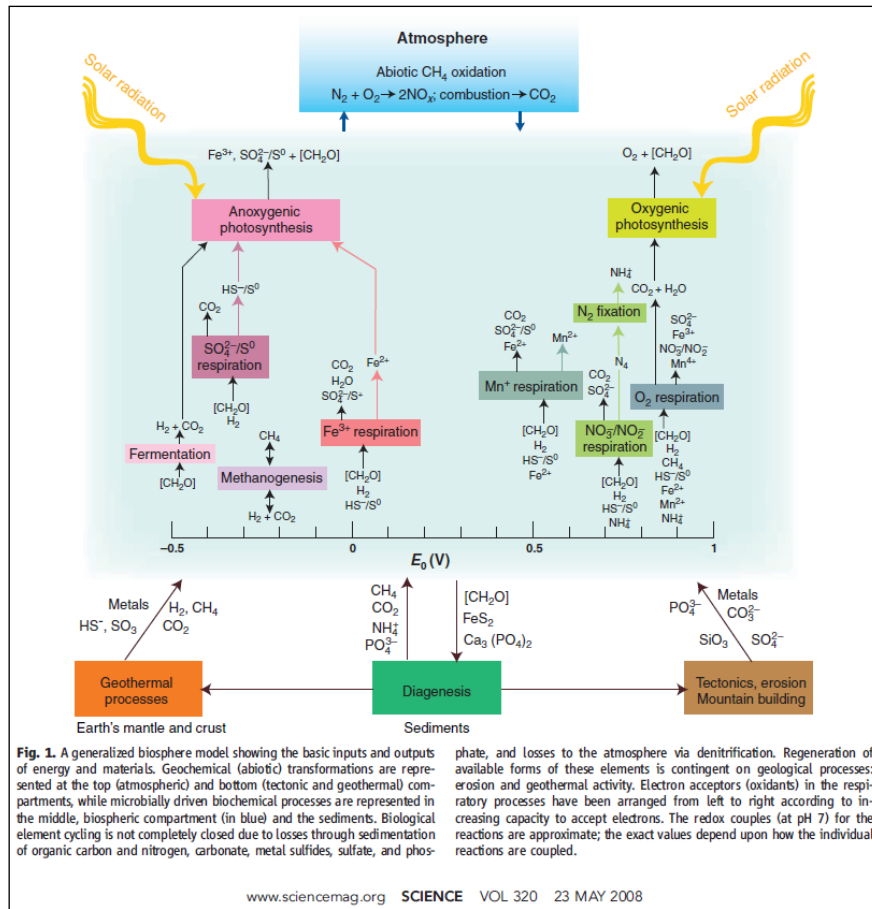 Atmosphere
Abiotic CH₄ oxidation
N₂ + O₂→ 2NOₓ; combustion→CO₂
Solar radiation
Solar radiation
Fe³⁺, SO₄²⁻/S⁰ + [CH₂O]
O₂ + [CH₂O]
Anoxygenic
photosynthesis
Oxygenic
photosynthesis
HS⁻/S⁰
CO₂
SO₄²⁻/S⁰
respiration
[CH₂O]
H₂
H₂ + CO₂
Fermentation
[CH₂O]
CH₄
Methanogenesis
H₂ + CO₂
CO₂
H₂O
SO₄²⁻/S⁺
Fe²⁺
Fe³⁺ respiration
[CH₂O]
H₂
HS⁻/S⁰
CO₂
SO₄²⁻/S⁰
Fe²⁺
Mn²⁺
Mn⁺ respiration
[CH₂O]
H₂
HS⁻/S⁰
Fe²⁺
NH₄⁺
N₂ fixation
N₄
CO₂
SO₄²⁻
NO₃⁻/NO₂⁻
respiration
[CH₂O]
H₂
HS⁻/S⁰
NH₄⁺
CO₂ + H₂O
SO₄²⁻
Fe³⁺
NO₃⁻/NO₂⁻
Mn⁴⁺
O₂ respiration
[CH₂O]
H₂
CH₄
HS⁻/S⁰
Fe²⁺
Mn²⁺
NH₄⁺
–0.5 0 0.5 1
E₀ (V)
Metals
HS⁻, SO₃
H₂, CH₄
CO₂
CH₄
CO₂
NH₄⁺
PO₄³⁻
[CH₂O]
FeS₂
Ca₃ (PO₄)₂
PO₄³⁻
SiO₃
Metals
CO₃²⁻
SO₄²⁻
Geothermal
processes
Diagenesis
Tectonics, erosion
Mountain building
Earth's mantle and crust
Sediments
Fig. 1. A generalized biosphere model showing the basic inputs and outputs
of energy and materials. Geochemical (abiotic) transformations are repre-
sented at the top (atmospheric) and bottom (tectonic and geothermal) com-
partments, while microbially driven biochemical processes are represented in
the middle, biospheric compartment (in blue) and the sediments. Biological
element cycling is not completely closed due to losses through sedimentation
of organic carbon and nitrogen, carbonate, metal sulfides, sulfate, and phos-
phate, and losses to the atmosphere via denitrification. Regeneration of
available forms of these elements is contingent on geological processes:
erosion and geothermal activity. Electron acceptors (oxidants) in the respi-
ratory processes have been arranged from left to right according to in-
creasing capacity to accept electrons. The redox couples (at pH 7) for the
reactions are approximate; the exact values depend upon how the individual
reactions are coupled.
www.sciencemag.org SCIENCE VOL 320 23 MAY 2008